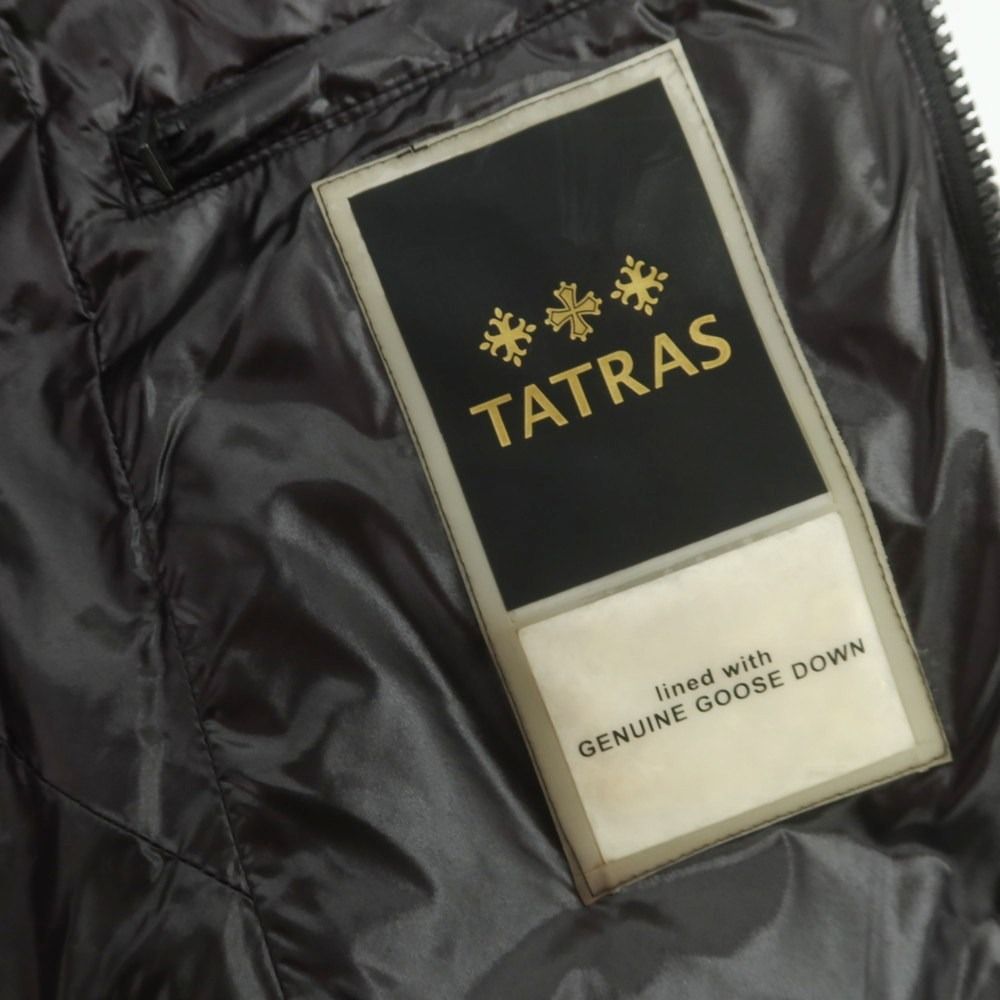 TATRAS
lined with
GENUINE GOOSE DOWN